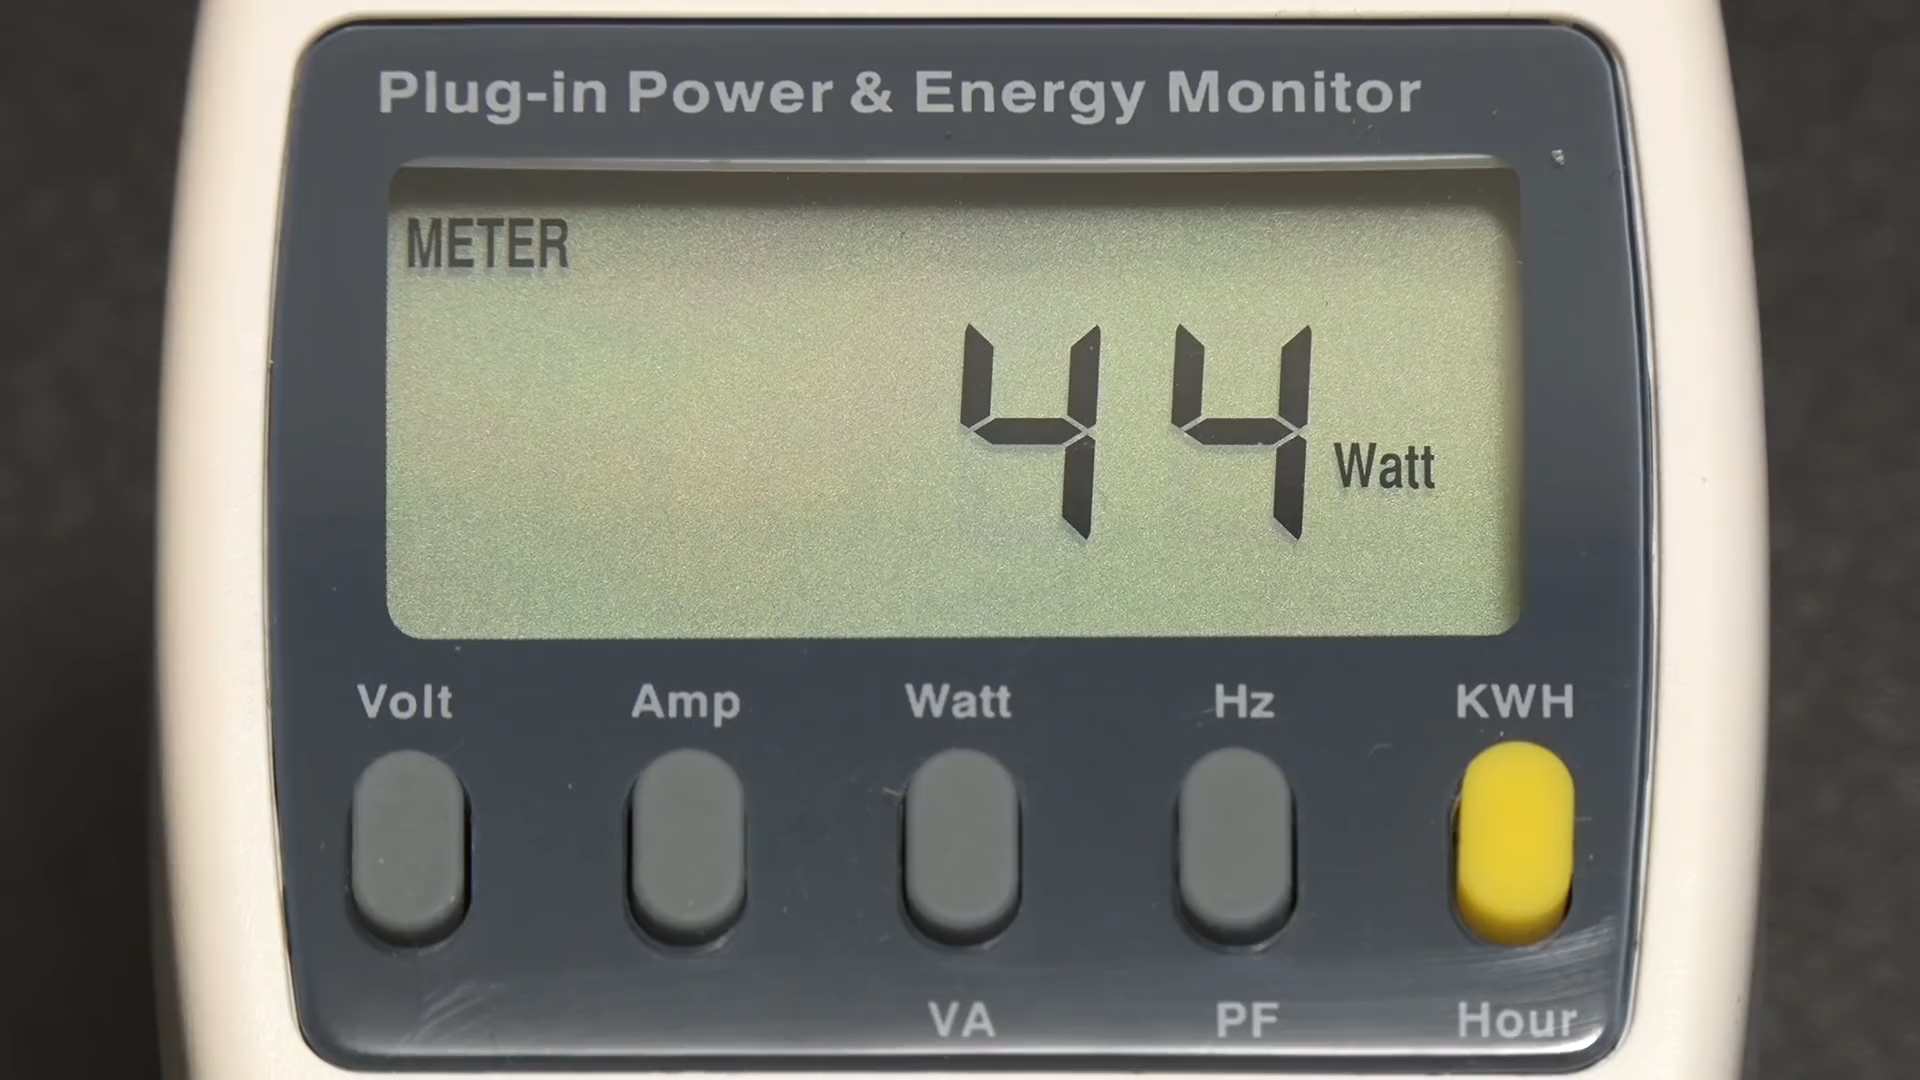 Plug-in Power & Energy Monitor
METER
44 Watt
Volt Amp Watt Hz KWH
VA PF Hour